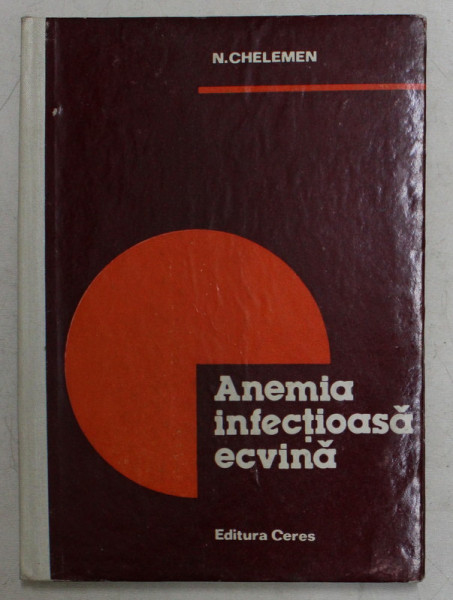 N.CHELEMEN
Anemia
infecțioasă
ecvină
Editura Ceres